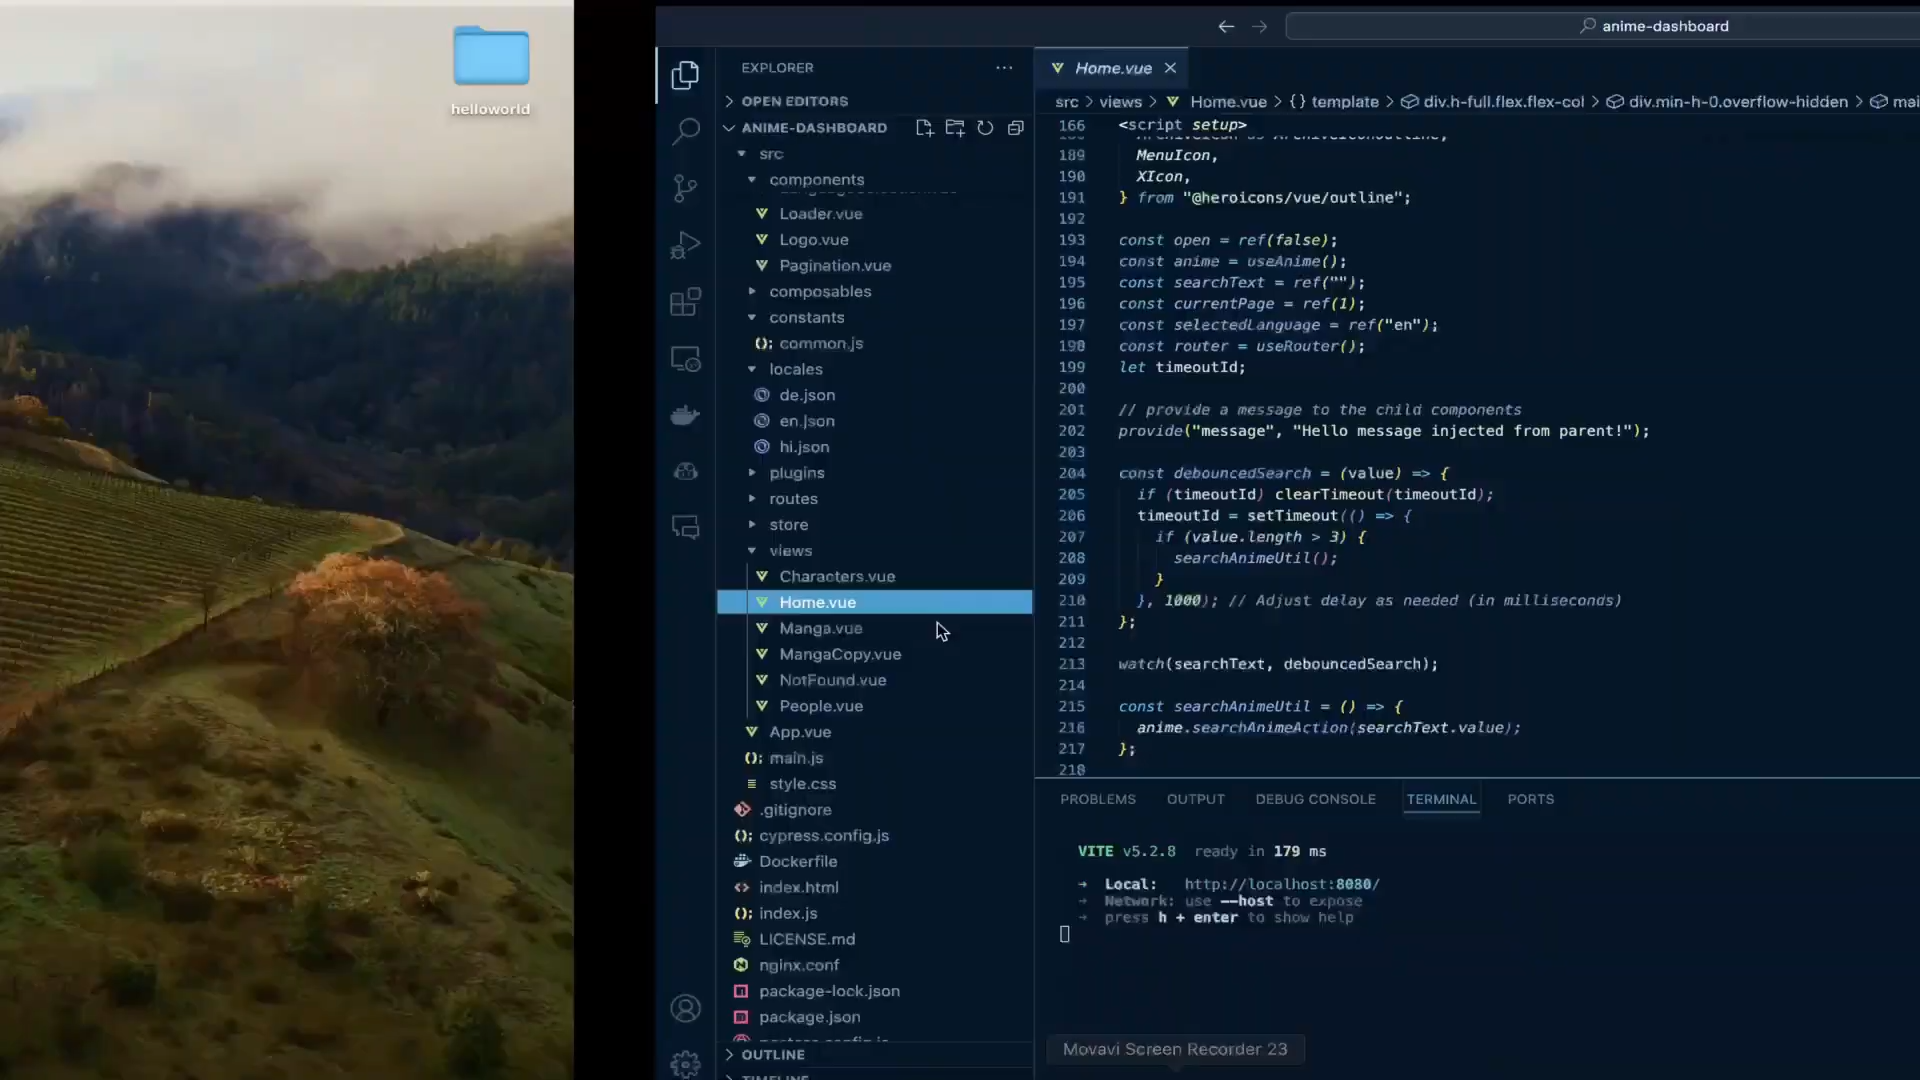 helloworld
anime-dashboard
EXPLORER
OPEN EDITORS
ANIME-DASHBOARD
src
components
Loader.vue
Logo.vue
Pagination.vue
composables
constants
common.js
locales
de.json
en.json
hi.json
plugins
routes
store
views
Characters.vue
Home.vue
Manga.vue
MangaCopy.vue
NotFound.vue
People.vue
App.vue
main.js
style.css
.gitignore
cypress.config.js
Dockerfile
index.html
index.js
LICENSE.md
nginx.conf
package-lock.json
package.json
OUTLINE
TIMELINE
Home.vue
src > views > Home.vue > {} template > div.h-full.flex.flex-col > div.min-h-0.overflow-hidden >
166 <script setup>
189 MenuIcon,
190 XIcon,
191 } from "@heroicons/vue/outline";
192
193 const open = ref(false);
194 const anime = useAnime();
195 const searchText = ref("");
196 const currentPage = ref(1);
197 const selectedLanguage = ref("en");
198 const router = useRouter();
199 let timeoutId;
200
201 // provide a message to the child components
202 provide("message", "Hello message injected from parent!");
203
204 const debouncedSearch = (value) => {
205 if (timeoutId) clearTimeout(timeoutId);
206 timeoutId = setTimeout(() => {
207 if (value.length > 3) {
208 searchAnimeUtil();
209 }
210 }, 1000); // Adjust delay as needed (in milliseconds)
211 };
212
213 watch(searchText, debouncedSearch);
214
215 const searchAnimeUtil = () => {
216 anime.searchAnimeAction(searchText.value);
217 };
218
PROBLEMS OUTPUT DEBUG CONSOLE TERMINAL PORTS
VITE v5.2.8 ready in 179 ms
➜ Local: http://localhost:8080/
➜ Network: use --host to expose
➜ press h + enter to show help
Movavi Screen Recorder 23